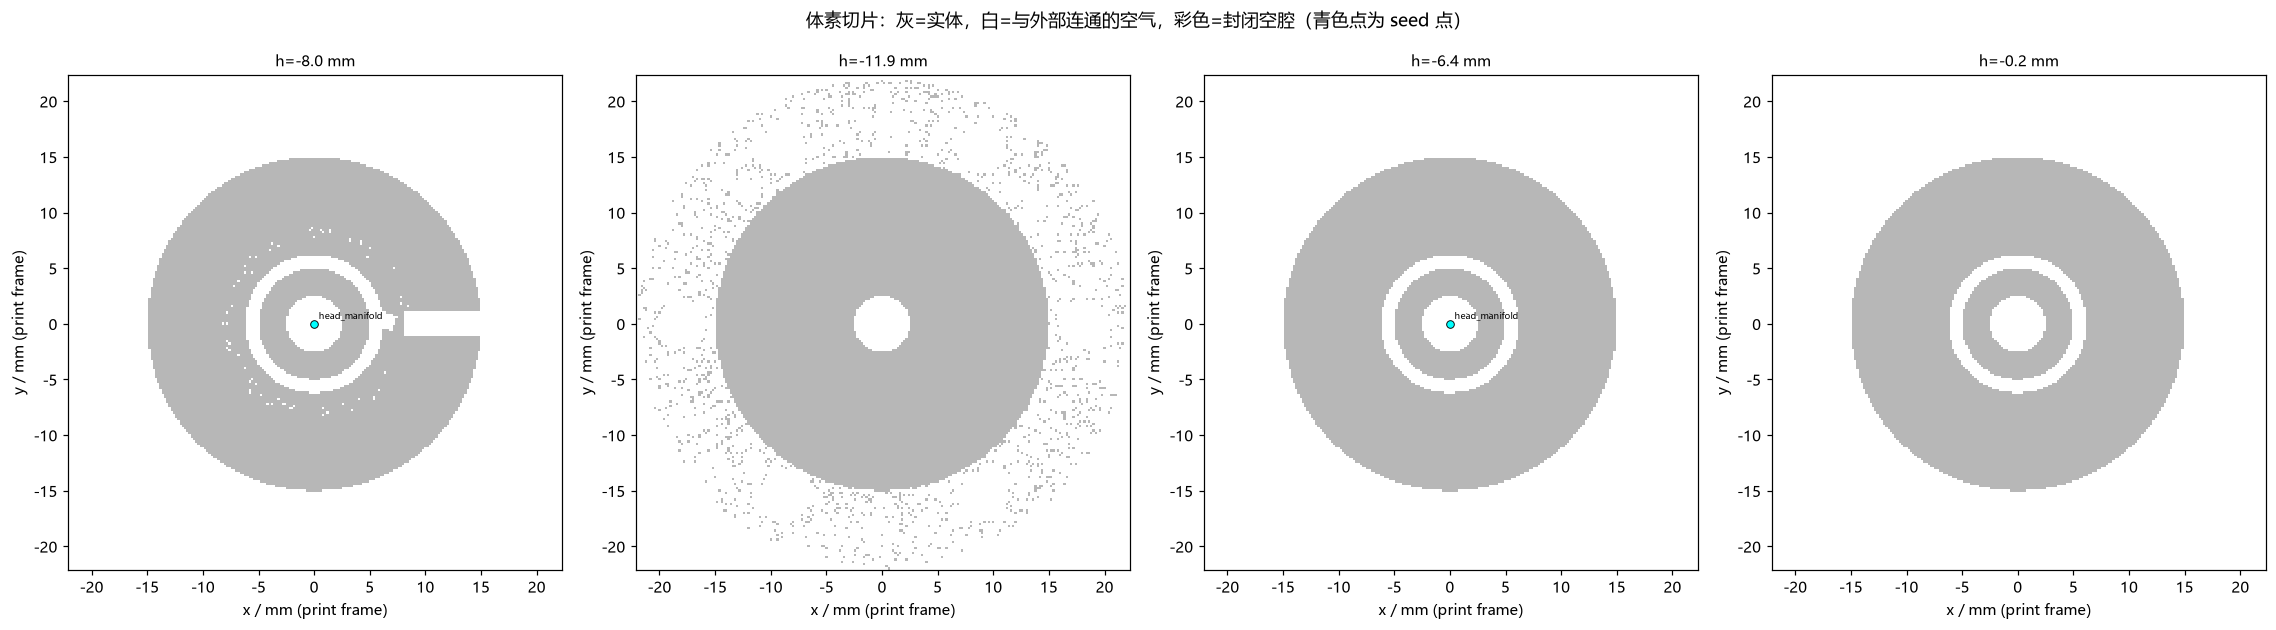 体素切片：灰=实体，白=与外部连通的空气，彩色=封闭空腔（青色点为 seed 点）
h=-8.0 mm
20
15
10
5
0
-5
-10
-15
-20
y / mm (print frame)
head_manifold
-20 -15 -10 -5 0 5 10 15 20
x / mm (print frame)
h=-11.9 mm
20
15
10
5
0
-5
-10
-15
-20
y / mm (print frame)
-20 -15 -10 -5 0 5 10 15 20
x / mm (print frame)
h=-6.4 mm
20
15
10
5
0
-5
-10
-15
-20
y / mm (print frame)
head_manifold
-20 -15 -10 -5 0 5 10 15 20
x / mm (print frame)
h=-0.2 mm
20
15
10
5
0
-5
-10
-15
-20
y / mm (print frame)
-20 -15 -10 -5 0 5 10 15 20
x / mm (print frame)